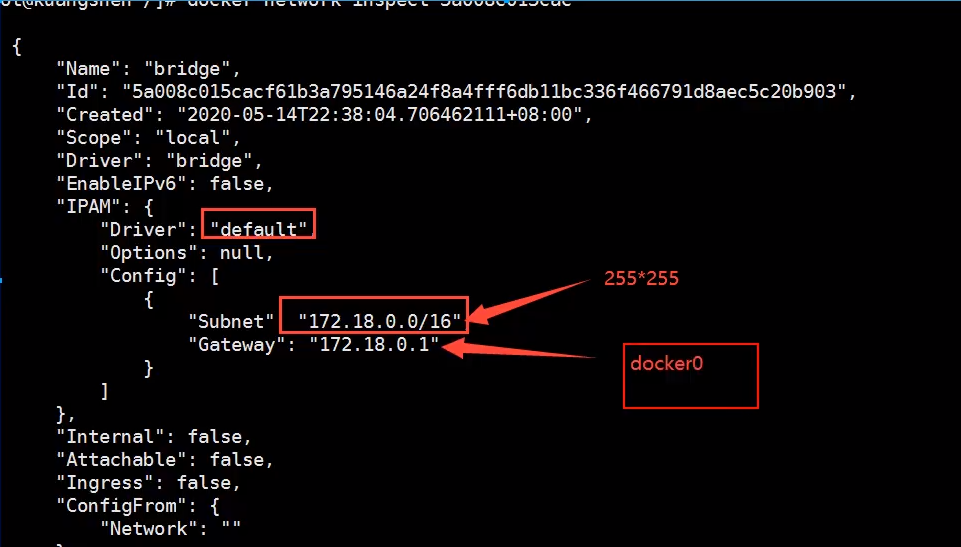 ot@kuangshen /]# docker network inspect 5a008c015cac
{
"Name": "bridge",
"Id": "5a008c015cacf61b3a795146a24f8a4fff6db11bc336f466791d8aec5c20b903",
"Created": "2020-05-14T22:38:04.706462111+08:00",
"Scope": "local",
"Driver": "bridge",
"EnableIPv6": false,
"IPAM": {
"Driver": "default",
"Options": null,
"Config": [
255*255
{
"Subnet" "172.18.0.0/16"
"Gateway": "172.18.0.1"
docker0
}
]
},
"Internal": false,
"Attachable": false,
"Ingress": false,
"ConfigFrom": {
"Network": ""